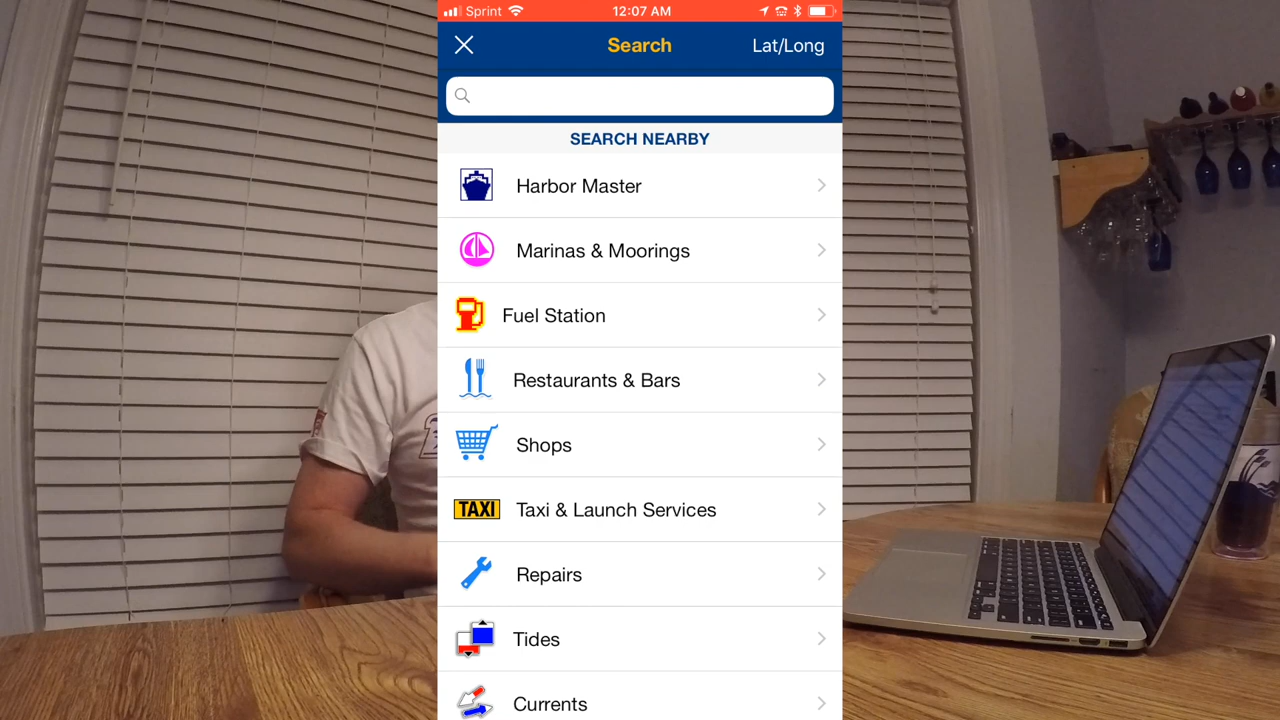 Sprint 12:07 AM
Search Lat/Long
SEARCH NEARBY
Harbor Master
Marinas & Moorings
Fuel Station
Restaurants & Bars
Shops
TAXI Taxi & Launch Services
Repairs
Tides
Currents